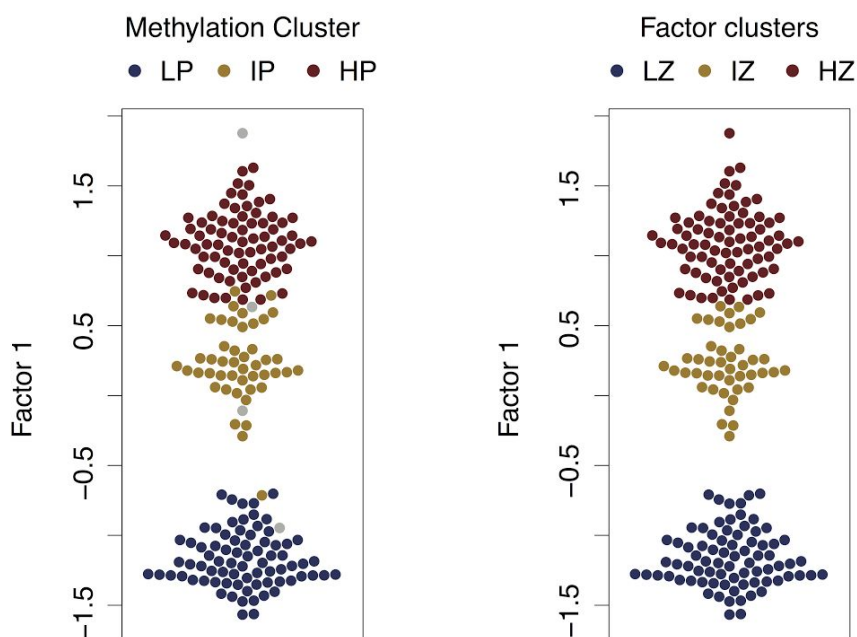 Methylation Cluster
LP IP HP
Factor 1
1.5
0.5
−0.5
−1.5
Factor clusters
LZ IZ HZ
Factor 1
1.5
0.5
−0.5
−1.5